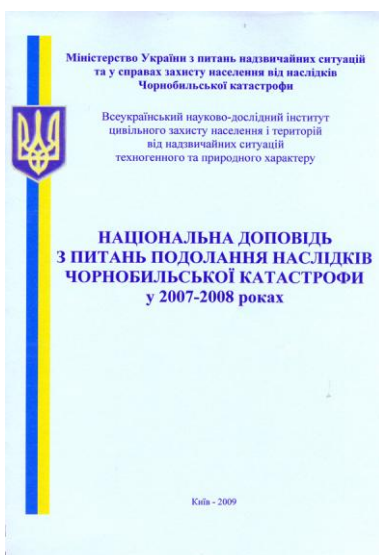 Міністерство України з питань надзвичайних ситуацій
та у справах захисту населення від наслідків
Чорнобильської катастрофи
Всеукраїнський науково-дослідний інститут
цивільного захисту населення і територій
від надзвичайних ситуацій
техногенного та природного характеру
НАЦІОНАЛЬНА ДОПОВІДЬ
З ПИТАНЬ ПОДОЛАННЯ НАСЛІДКІВ
ЧОРНОБИЛЬСЬКОЇ КАТАСТРОФИ
у 2007-2008 роках
Київ - 2009